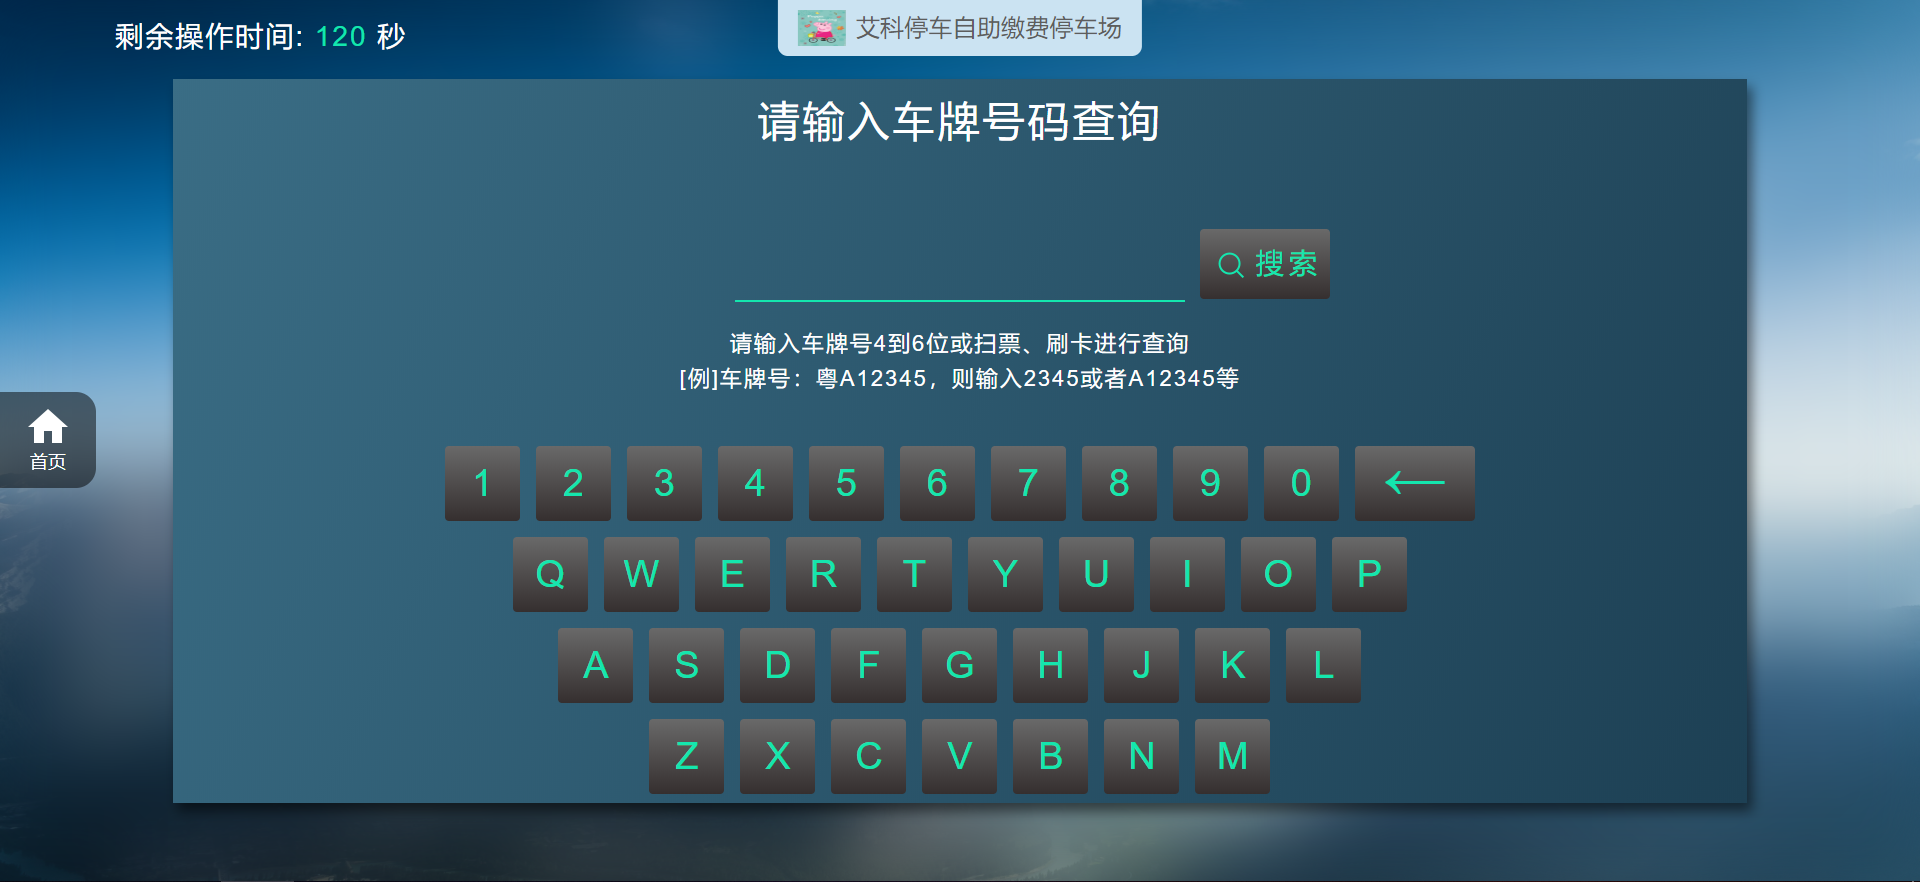 剩余操作时间: 120 秒
艾科停车自助缴费停车场
请输入车牌号码查询
搜索
请输入车牌号4到6位或扫票、刷卡进行查询
[例]车牌号：粤A12345，则输入2345或者A12345等
首页
1 2 3 4 5 6 7 8 9 0
Q W E R T Y U I O P
A S D F G H J K L
Z X C V B N M